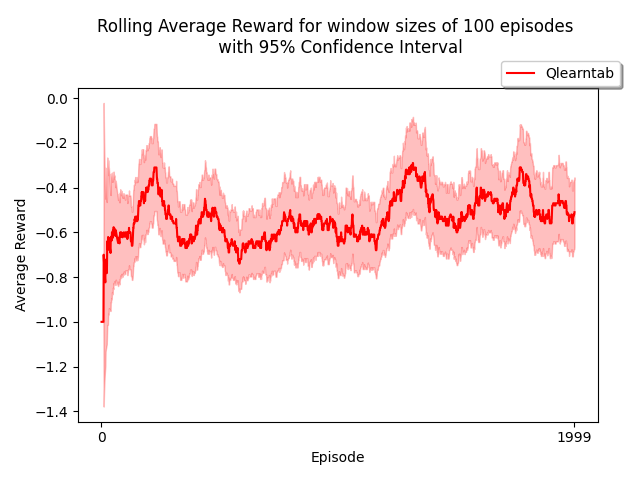 Rolling Average Reward for window sizes of 100 episodes
with 95% Confidence Interval
Qlearntab
0.0
−0.2
−0.4
−0.6
−0.8
−1.0
−1.2
−1.4
Average Reward
0
1999
Episode